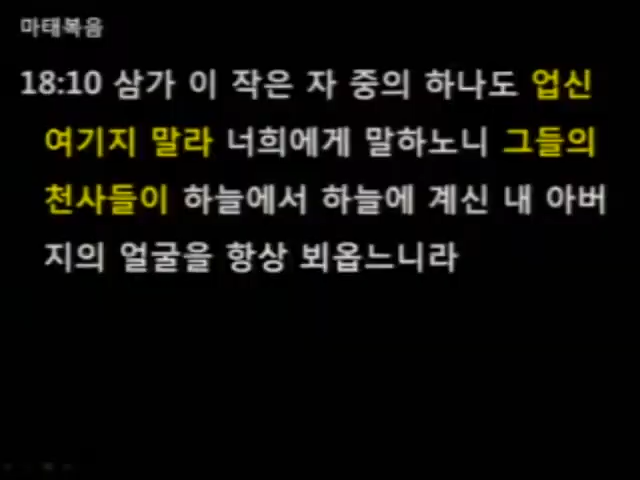 마태복음
18:10 삼가 이 작은 자 중의 하나도 업신
여기지 말라 너희에게 말하노니 그들의
천사들이 하늘에서 하늘에 계신 내 아버
지의 얼굴을 항상 뵈옵느니라